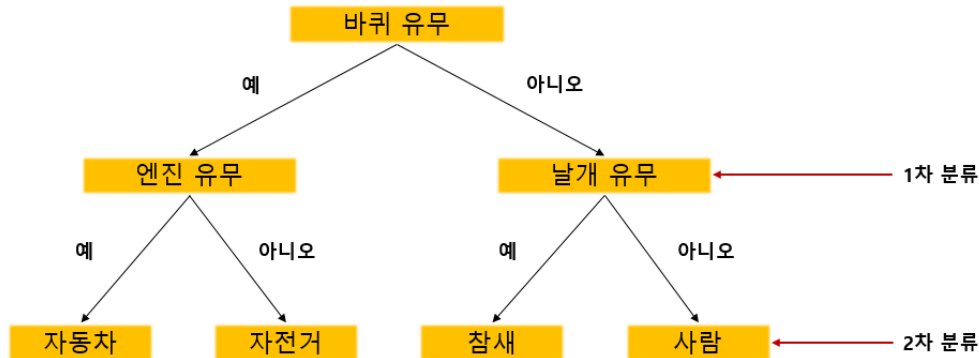 바퀴 유무
예
아니오
엔진 유무
날개 유무
1차 분류
예
아니오
예
아니오
자동차
자전거
참새
사람
2차 분류